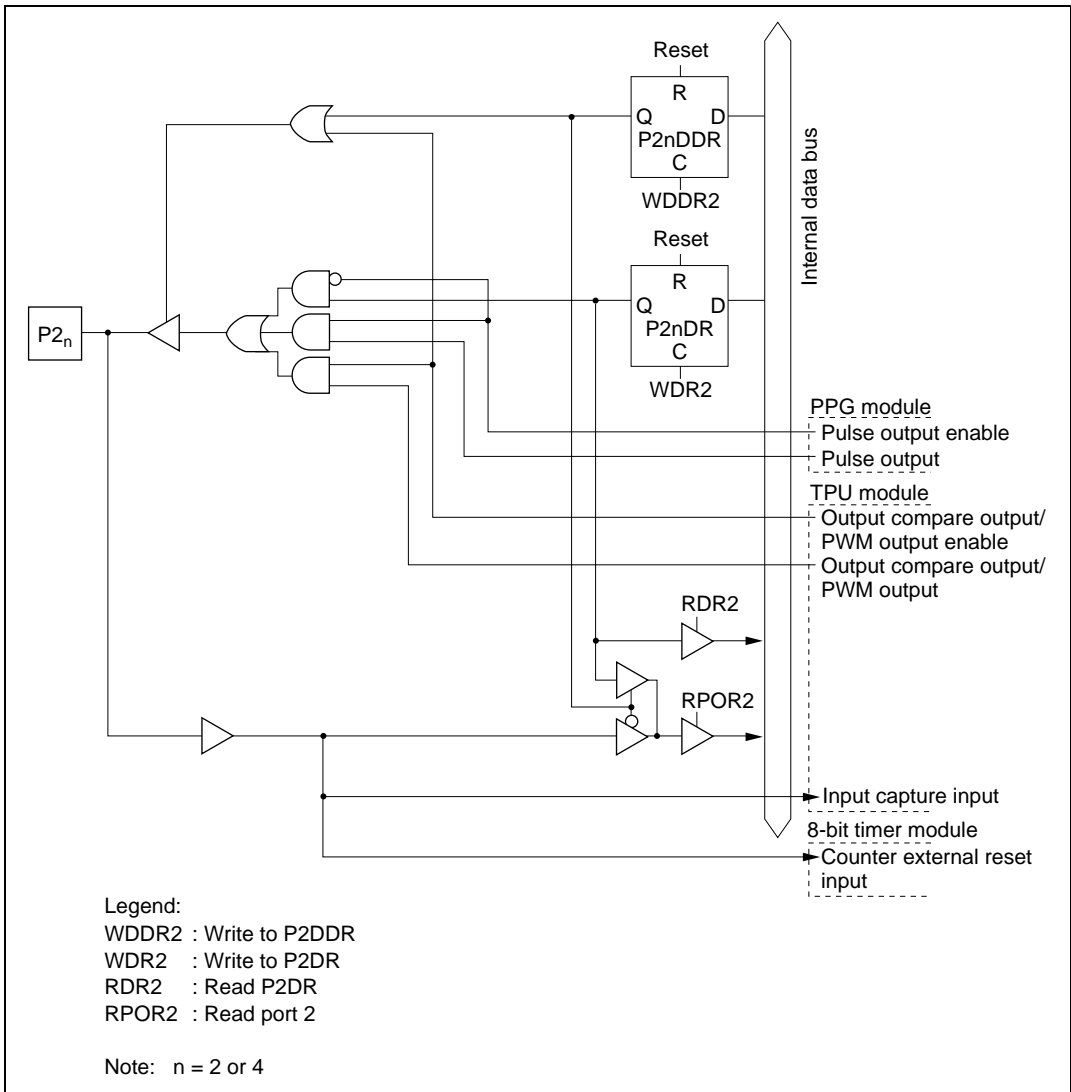 Reset
R
Q D
P2nDDR
C
WDDR2
Internal data bus
Reset
R
Q D
P2nDR
C
WDR2
P2n
PPG module
Pulse output enable
Pulse output
TPU module
Output compare output/
PWM output enable
Output compare output/
PWM output
RDR2
RPOR2
Input capture input
8-bit timer module
Counter external reset
input
Legend:
WDDR2 : Write to P2DDR
WDR2 : Write to P2DR
RDR2 : Read P2DR
RPOR2 : Read port 2
Note: n = 2 or 4